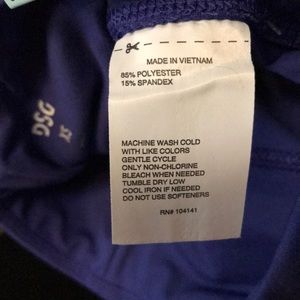 MADE IN VIETNAM
85% POLYESTER
15% SPANDEX
MACHINE WASH COLD
WITH LIKE COLORS
GENTLE CYCLE
ONLY NON-CHLORINE
BLEACH WHEN NEEDED
TUMBLE DRY LOW
COOL IRON IF NEEDED
DO NOT USE SOFTENERS
RN# 104141
DSG